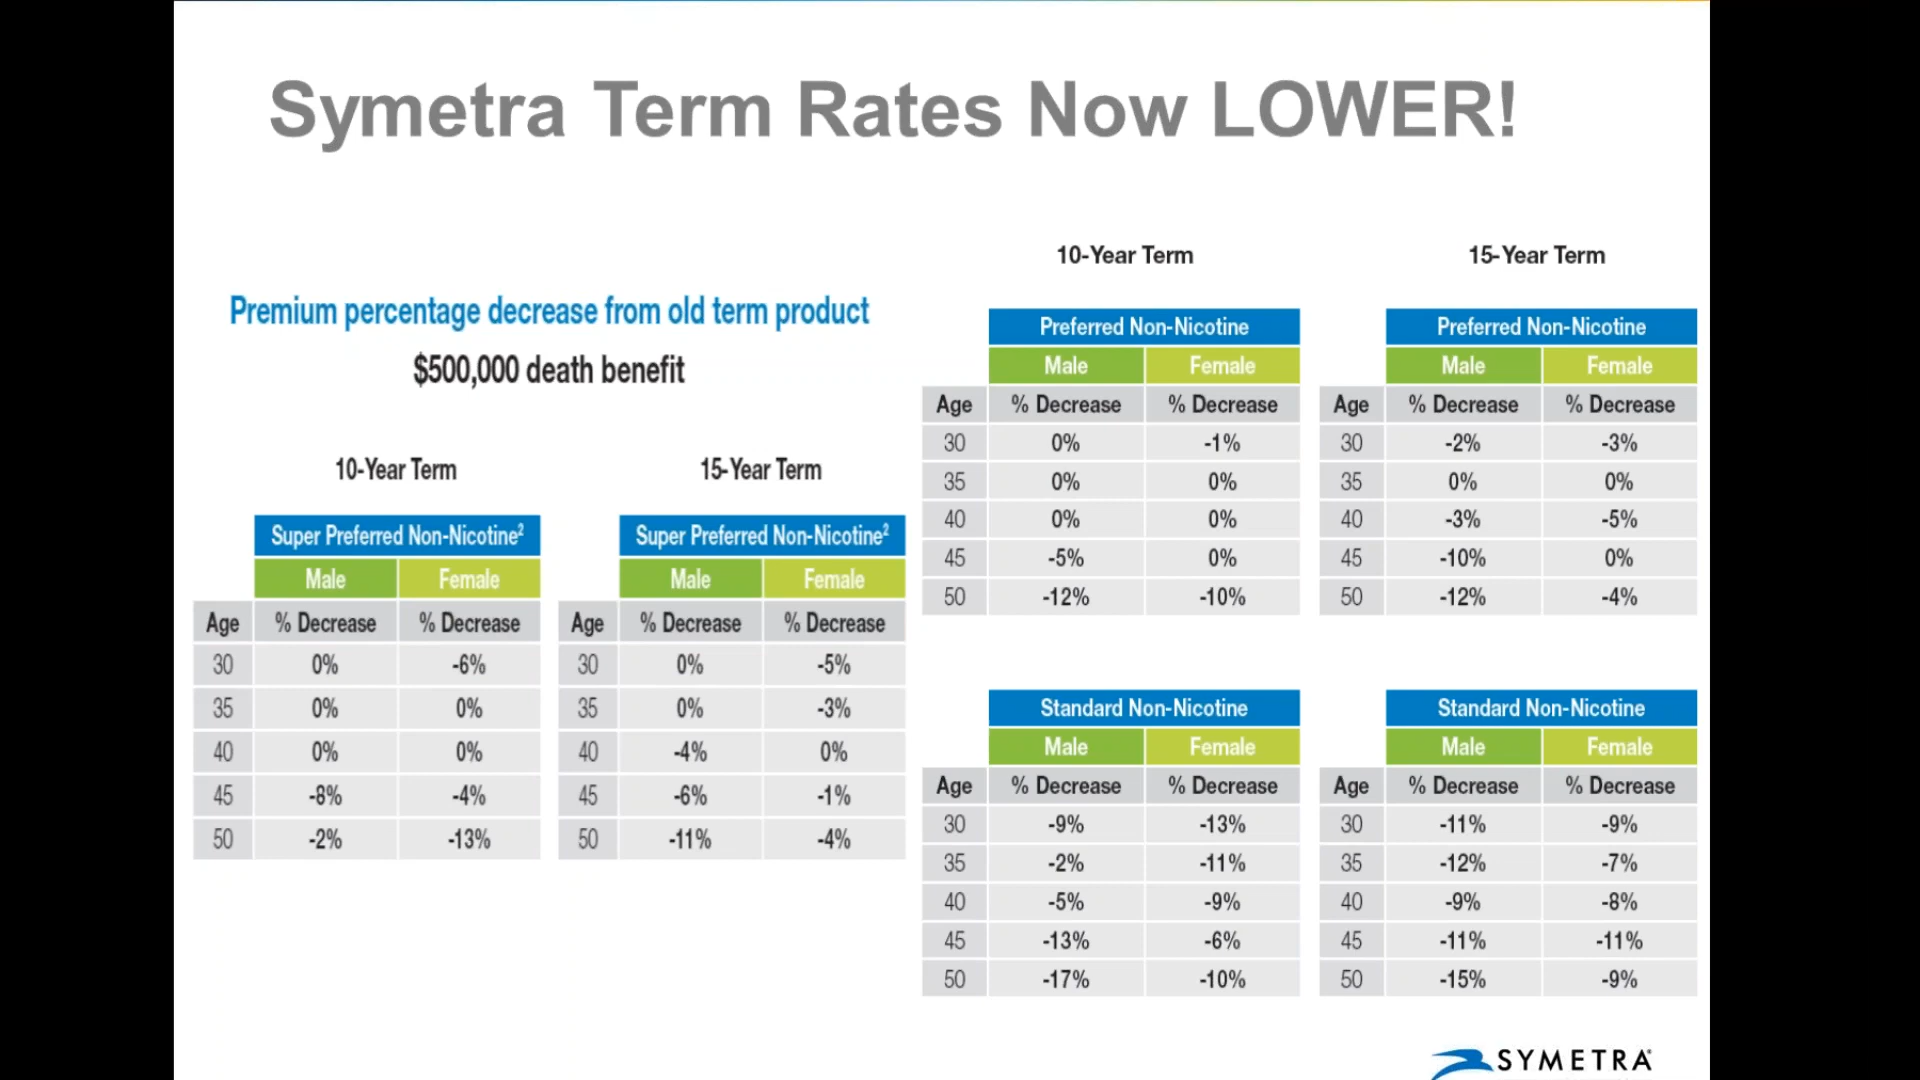 Symetra Term Rates Now LOWER!
Premium percentage decrease from old term product
$500,000 death benefit
10-Year Term
Super Preferred Non-Nicotine²
Male Female
Age % Decrease % Decrease
30 0% -6%
35 0% 0%
40 0% 0%
45 -8% -4%
50 -2% -13%
15-Year Term
Super Preferred Non-Nicotine²
Male Female
Age % Decrease % Decrease
30 0% -5%
35 0% -3%
40 -4% 0%
45 -6% -1%
50 -11% -4%
10-Year Term
Preferred Non-Nicotine
Male Female
Age % Decrease % Decrease
30 0% -1%
35 0% 0%
40 0% 0%
45 -5% 0%
50 -12% -10%
15-Year Term
Preferred Non-Nicotine
Male Female
Age % Decrease % Decrease
30 -2% -3%
35 0% 0%
40 -3% -5%
45 -10% 0%
50 -12% -4%
Standard Non-Nicotine
Male Female
Age % Decrease % Decrease
30 -9% -13%
35 -2% -11%
40 -5% -9%
45 -13% -6%
50 -17% -10%
Standard Non-Nicotine
Male Female
Age % Decrease % Decrease
30 -11% -9%
35 -12% -7%
40 -9% -8%
45 -11% -11%
50 -15% -9%
SYMETRA®